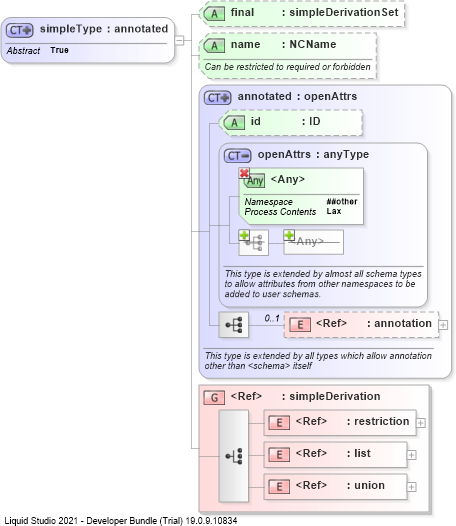 A final : simpleDerivationSet
CT simpleType : annotated
Abstract True
A name : NCName
Can be restricted to required or forbidden
CT annotated : openAttrs
A id : ID
CT openAttrs : anyType
Any <Any>
Namespace ##other
Process Contents Lax
<Any>
This type is extended by almost all schema types
to allow attributes from other namespaces to be
added to user schemas.
0..1
E <Ref> : annotation
This type is extended by all types which allow annotation
other than <schema> itself
G <Ref> : simpleDerivation
E <Ref> : restriction
E <Ref> : list
E <Ref> : union
Liquid Studio 2021 - Developer Bundle (Trial) 19.0.9.10834